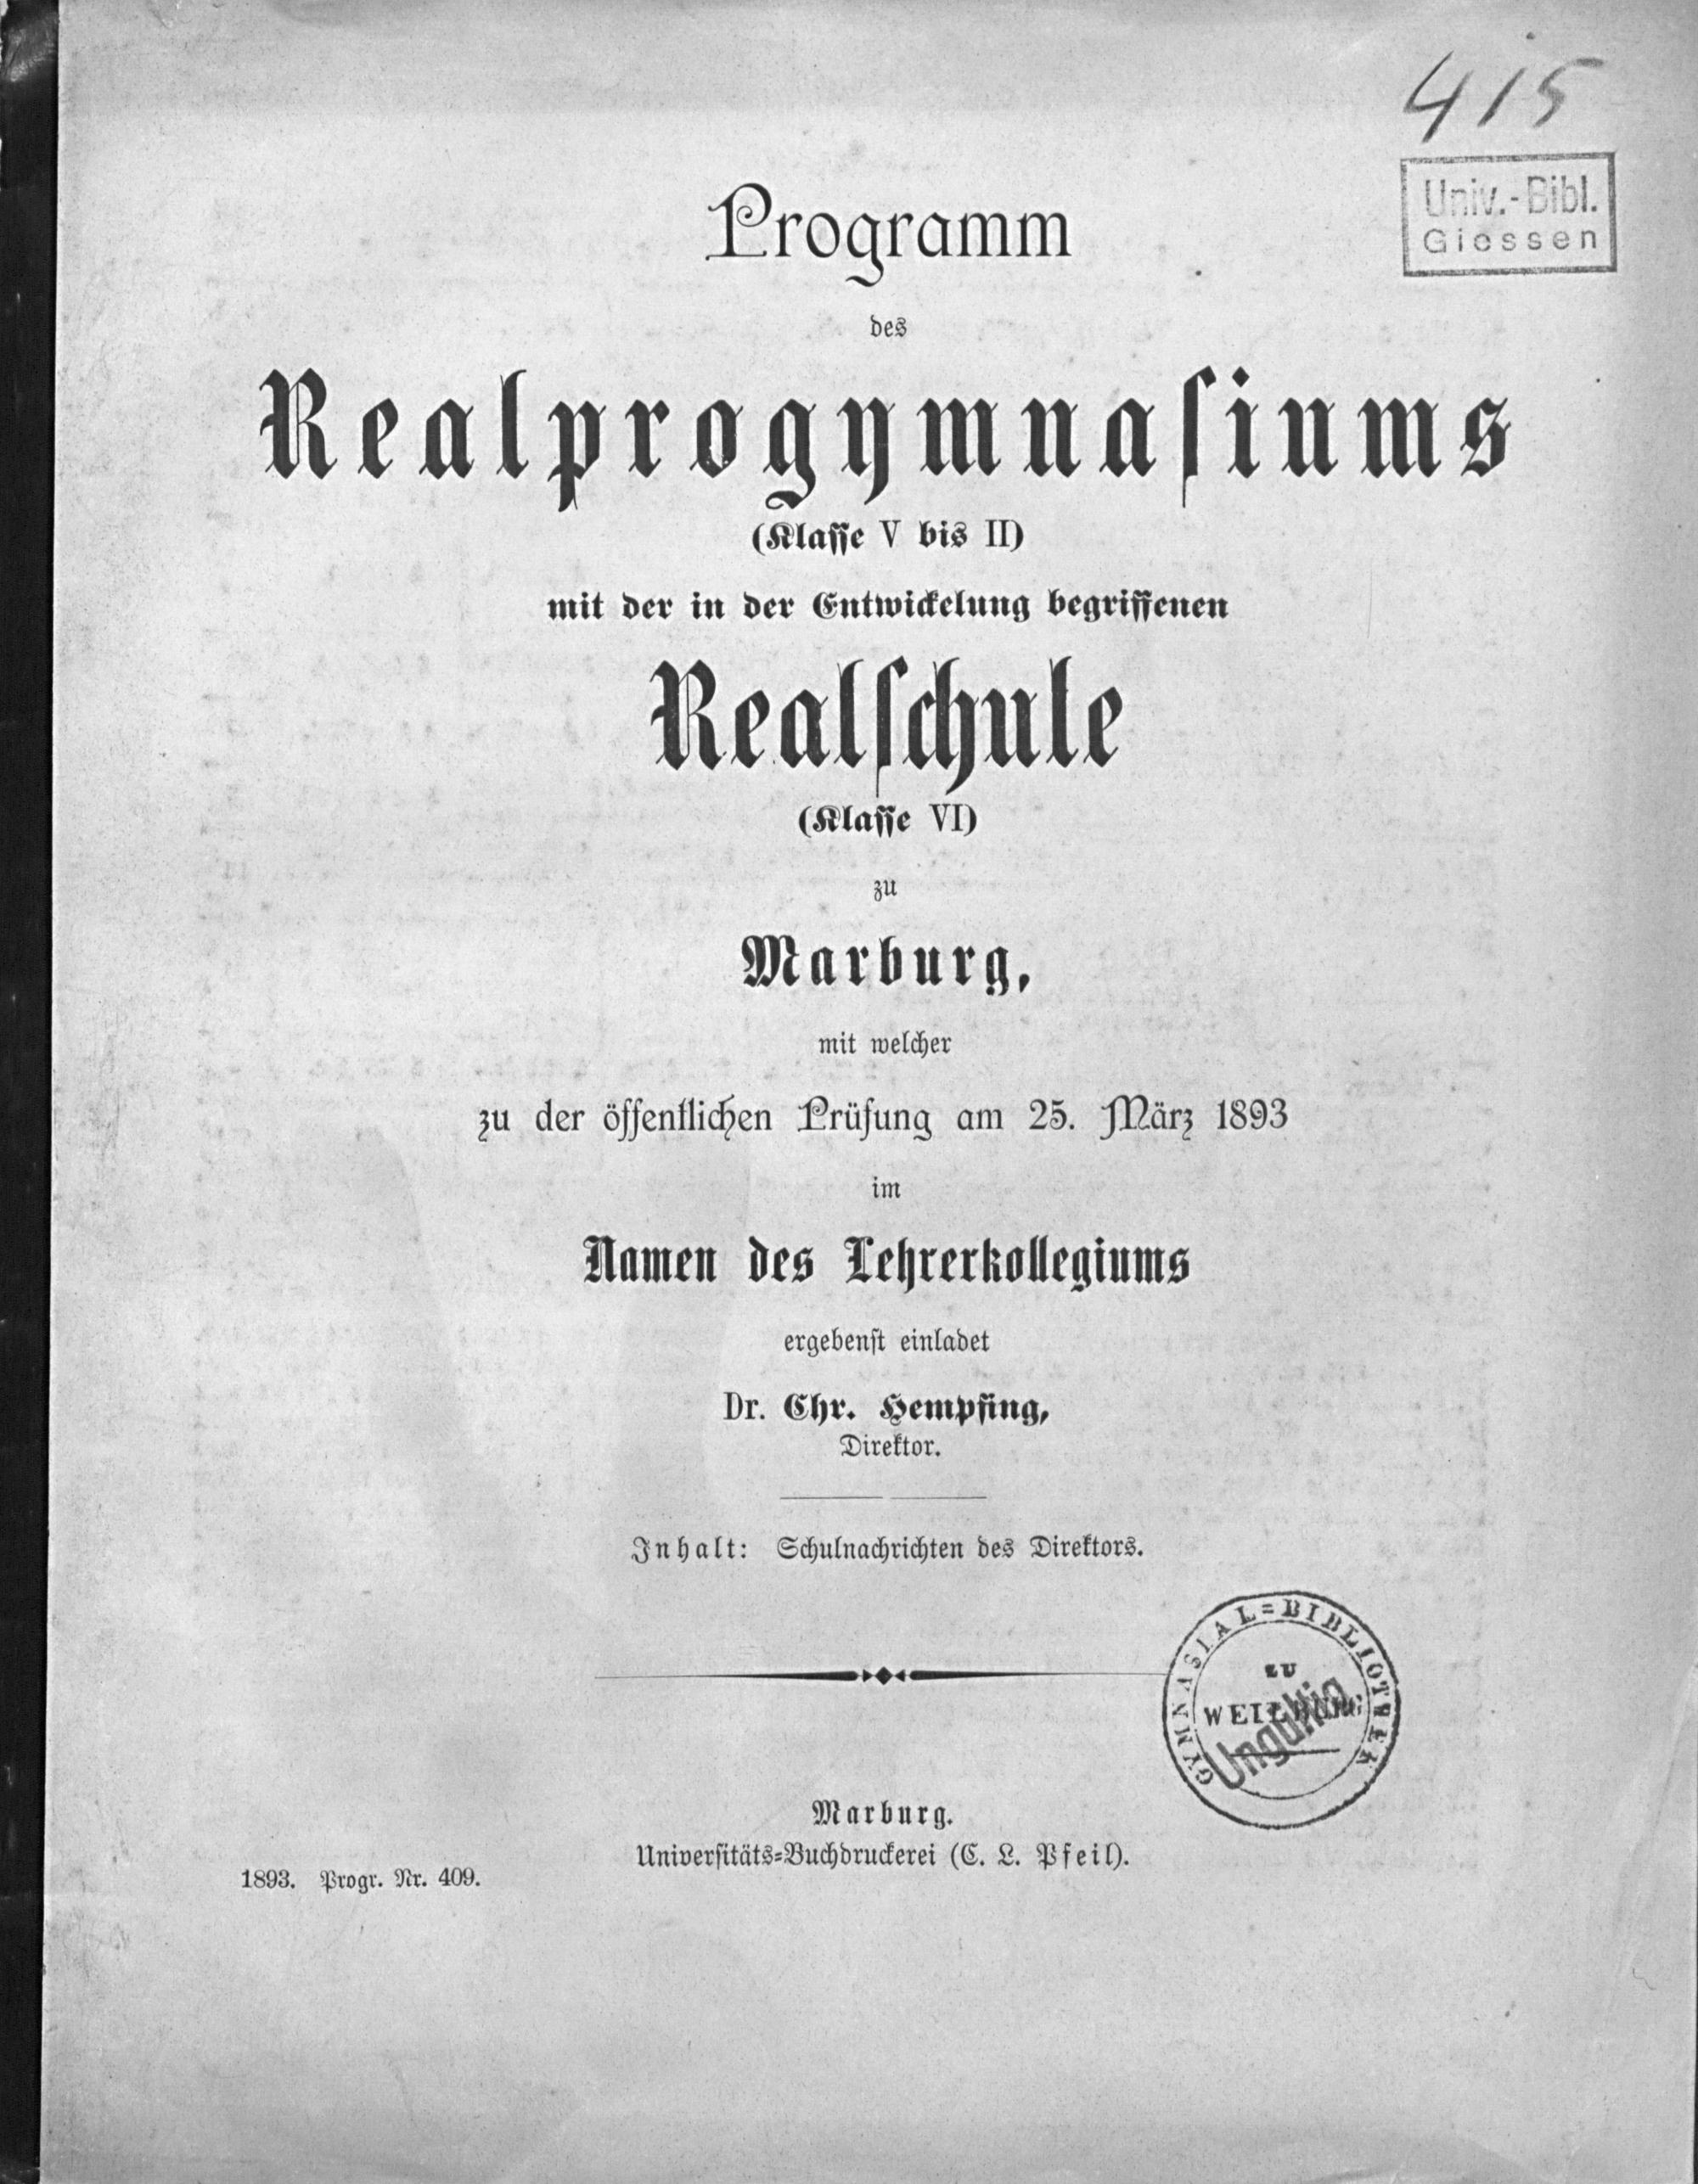 415
Univ.-Bibl.
Giessen
Programm
des
Realprogymnasiums
(Klasse V bis II)
mit der in der Entwickelung begriffenen
Realschule
(Klasse VI)
zu
Marburg,
mit welcher
zu der öffentlichen Prüfung am 25. März 1893
im
Namen des Lehrerkollegiums
ergebenst einladet
Dr. Chr. Hempfing,
Direktor.
Inhalt: Schulnachrichten des Direktors.
GYMNASIAL=BIBLIOTHEK
ZU
WEILBURG
Ungültig
Marburg.
Universitäts=Buchdruckerei (C. L. Pfeil).
1893. Progr. Nr. 409.